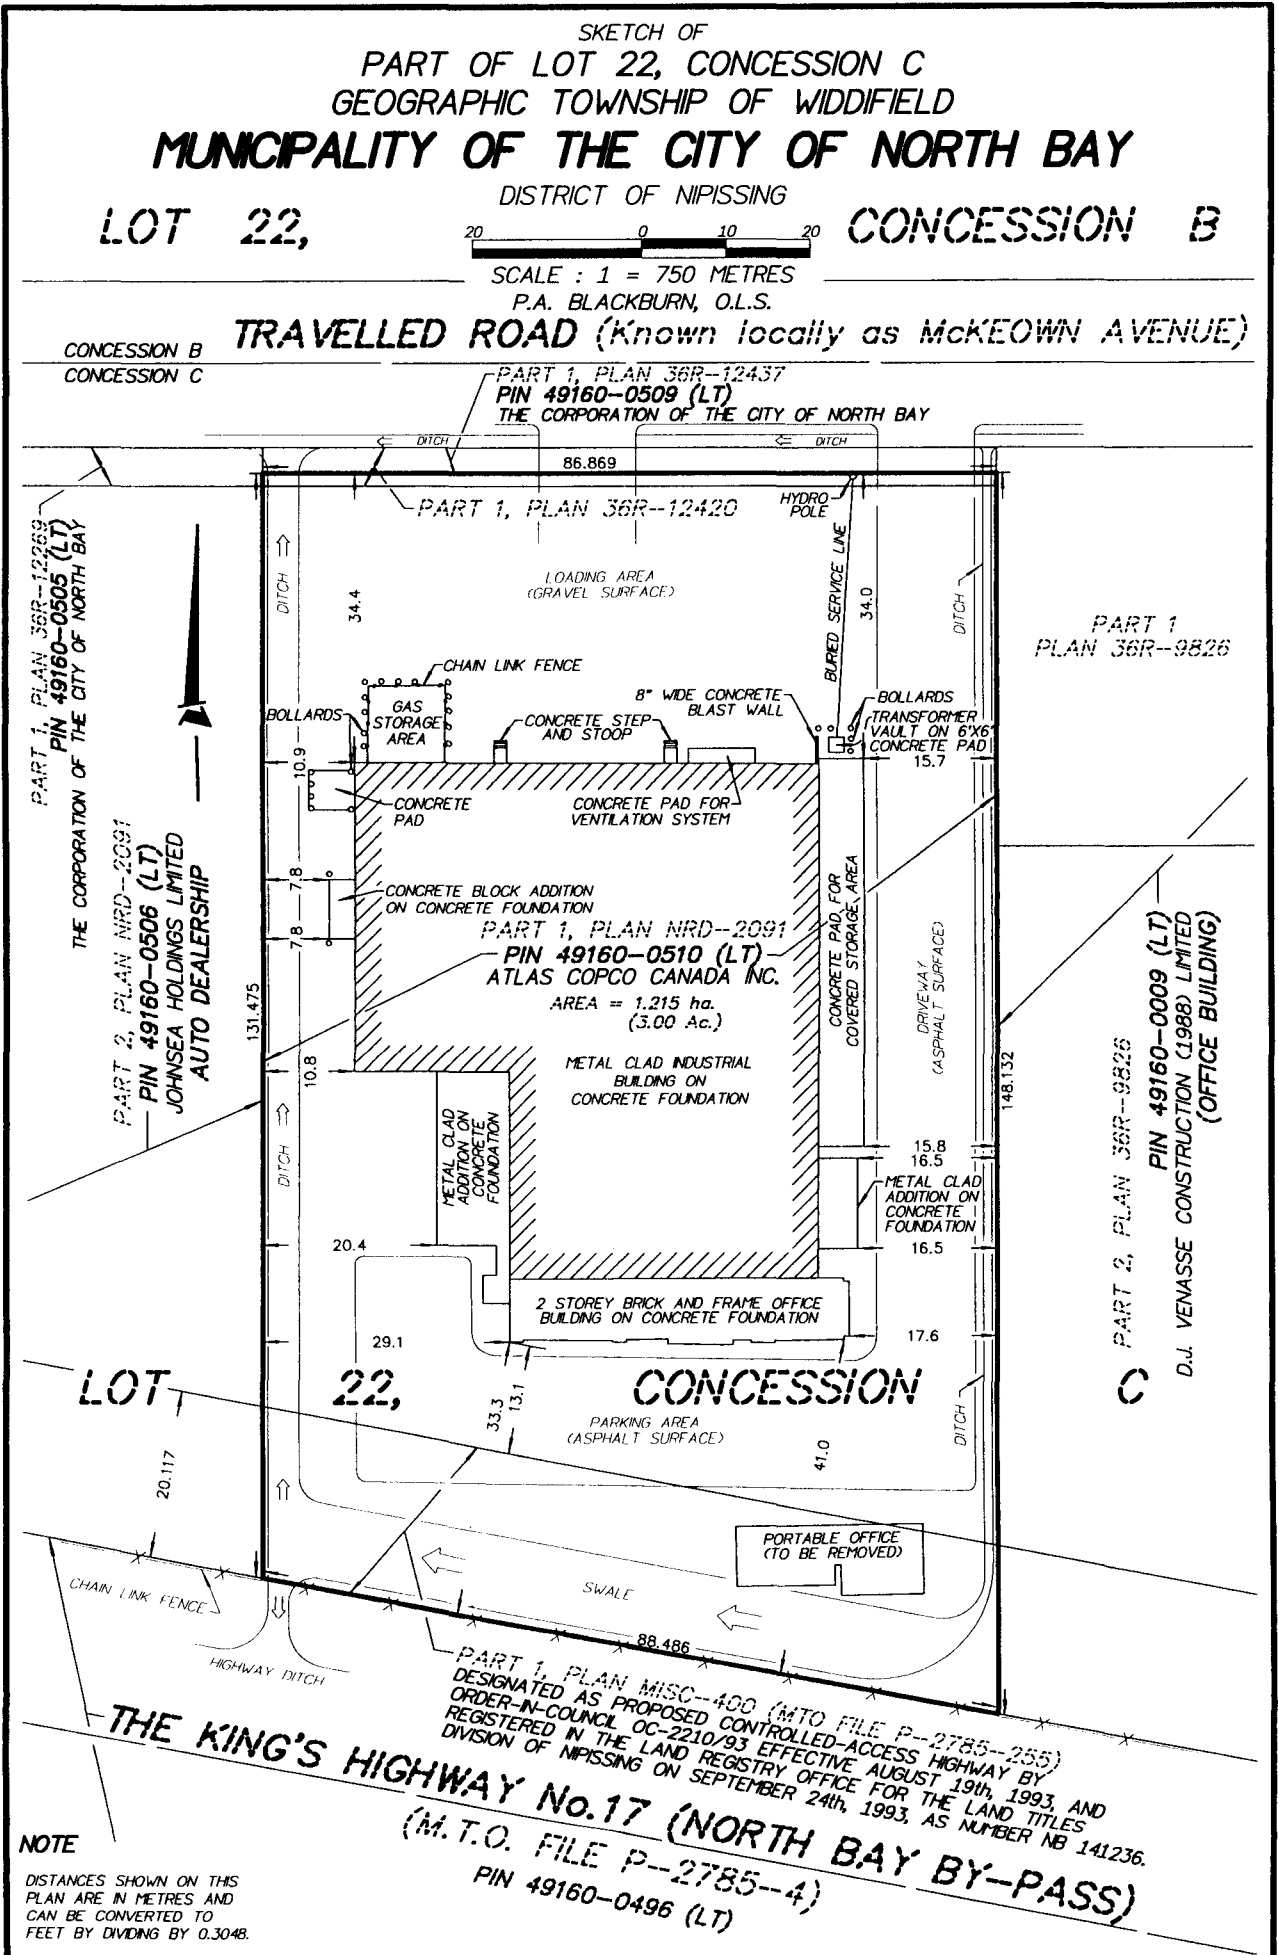 SKETCH OF
PART OF LOT 22, CONCESSION C
GEOGRAPHIC TOWNSHIP OF WIDDIFIELD
MUNICIPALITY OF THE CITY OF NORTH BAY
DISTRICT OF NIPISSING
LOT 22, CONCESSION B
20 0 10 20
SCALE : 1 = 750 METRES
P.A. BLACKBURN, O.L.S.
TRAVELLED ROAD (Known locally as McKEOWN AVENUE)
CONCESSION B
CONCESSION C
PART 1, PLAN 36R-12437
PIN 49160-0509 (LT)
THE CORPORATION OF THE CITY OF NORTH BAY
DITCH
DITCH
86.869
PART 1, PLAN 36R-12420
HYDRO
POLE
PART 1, PLAN 36R-12269
PIN 49160-0505 (LT)
THE CORPORATION OF THE CITY OF NORTH BAY
DITCH
34.4
LOADING AREA
(GRAVEL SURFACE)
BURIED SERVICE LINE
34.0
DITCH
PART 1
PLAN 36R-9826
CHAIN LINK FENCE
GAS
STORAGE
AREA
BOLLARDS
CONCRETE STEP
AND STOOP
8" WIDE CONCRETE
BLAST WALL
BOLLARDS
TRANSFORMER
VAULT ON 6'X6'
CONCRETE PAD
15.7
10.9
CONCRETE
PAD
CONCRETE PAD FOR
VENTILATION SYSTEM
PART 2, PLAN NRD-2091
PIN 49160-0506 (LT)
JOHNSEA HOLDINGS LIMITED
AUTO DEALERSHIP
7.8
7.8
CONCRETE BLOCK ADDITION
ON CONCRETE FOUNDATION
PART 1, PLAN NRD-2091
PIN 49160-0510 (LT)
ATLAS COPCO CANADA INC.
AREA = 1.215 ha.
(3.00 Ac.)
CONCRETE PAD FOR
COVERED STORAGE AREA
DRIVEWAY
(ASPHALT SURFACE)
131.475
148.132
10.8
METAL CLAD INDUSTRIAL
BUILDING ON
CONCRETE FOUNDATION
PART 2, PLAN 36R-9826
PIN 49160-0009 (LT)
D.J. VENASSE CONSTRUCTION (1988) LIMITED
(OFFICE BUILDING)
METAL CLAD
ADDITION ON
CONCRETE
FOUNDATION
DITCH
15.8
16.5
METAL CLAD
ADDITION ON
CONCRETE
FOUNDATION
20.4
16.5
2 STOREY BRICK AND FRAME OFFICE
BUILDING ON CONCRETE FOUNDATION
29.1
17.6
LOT 22, CONCESSION C
33.3
13.1
PARKING AREA
(ASPHALT SURFACE)
41.0
DITCH
20.117
PORTABLE OFFICE
(TO BE REMOVED)
CHAIN LINK FENCE
SWALE
HIGHWAY DITCH
88.486
PART 1, PLAN MISC-400 (MTO FILE P-2785-255)
DESIGNATED AS PROPOSED CONTROLLED-ACCESS HIGHWAY BY
ORDER-IN-COUNCIL OC-2210/93 EFFECTIVE AUGUST 19th, 1993, AND
REGISTERED IN THE LAND REGISTRY OFFICE FOR THE LAND TITLES
DIVISION OF NIPISSING ON SEPTEMBER 24th, 1993, AS NUMBER NB 141236.
THE KING'S HIGHWAY No.17 (NORTH BAY BY-PASS)
(M.T.O. FILE P-2785-4)
PIN 49160-0496 (LT)
NOTE
DISTANCES SHOWN ON THIS
PLAN ARE IN METRES AND
CAN BE CONVERTED TO
FEET BY DIVIDING BY 0.3048.